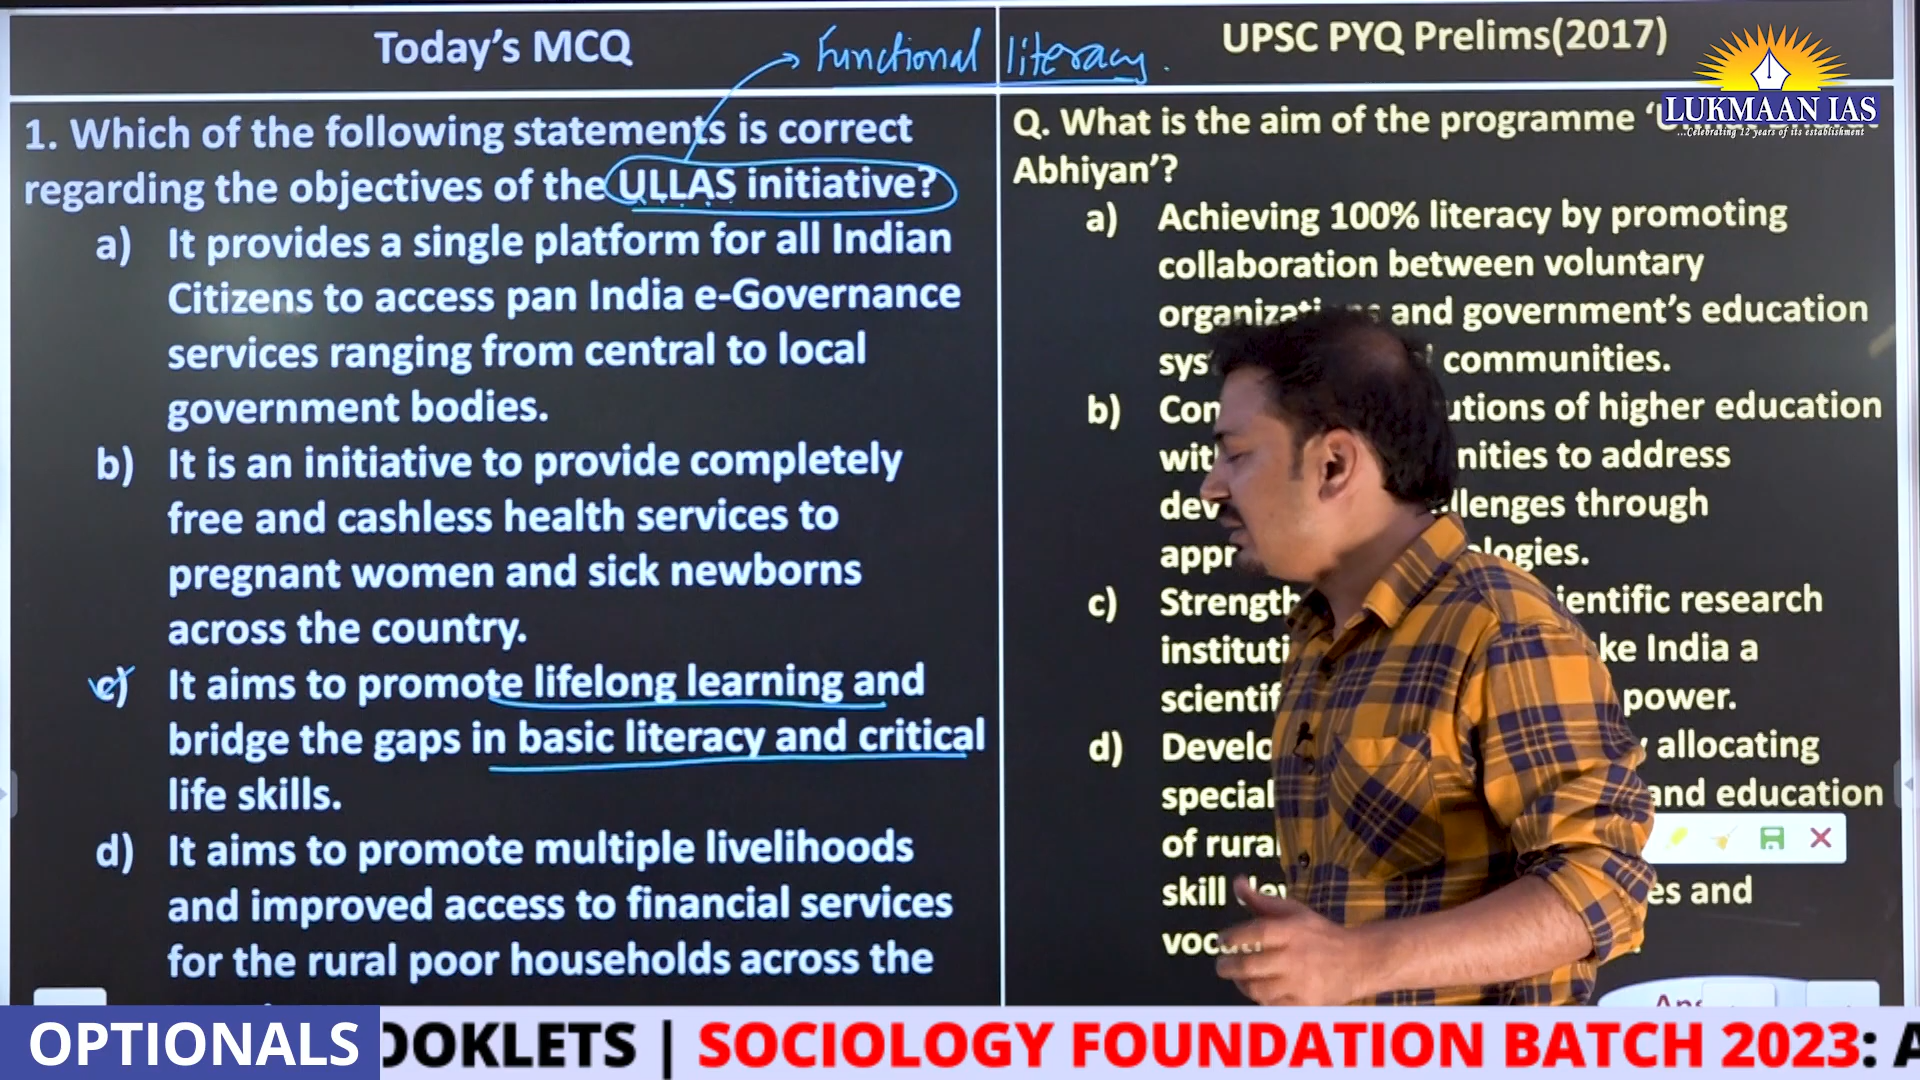 Today's MCQ
Functional literacy.
UPSC PYQ Prelims(2017)
LUKMAAN IAS
...Celebrating 12 years of its establishment
1. Which of the following statements is correct
regarding the objectives of the ULLAS initiative?
a) It provides a single platform for all Indian
Citizens to access pan India e-Governance
services ranging from central to local
government bodies.
b) It is an initiative to provide completely
free and cashless health services to
pregnant women and sick newborns
across the country.
c) It aims to promote lifelong learning and
bridge the gaps in basic literacy and critical
life skills.
d) It aims to promote multiple livelihoods
and improved access to financial services
for the rural poor households across the
Q. What is the aim of the programme
Abhiyan'?
a) Achieving 100% literacy by promoting
collaboration between voluntary
and government's education
communities.
b) of higher education
to address
through
c) research
India a
power.
d) allocating
and education
of
skill and
OPTIONALS
| SOCIOLOGY FOUNDATION BATCH 2023: